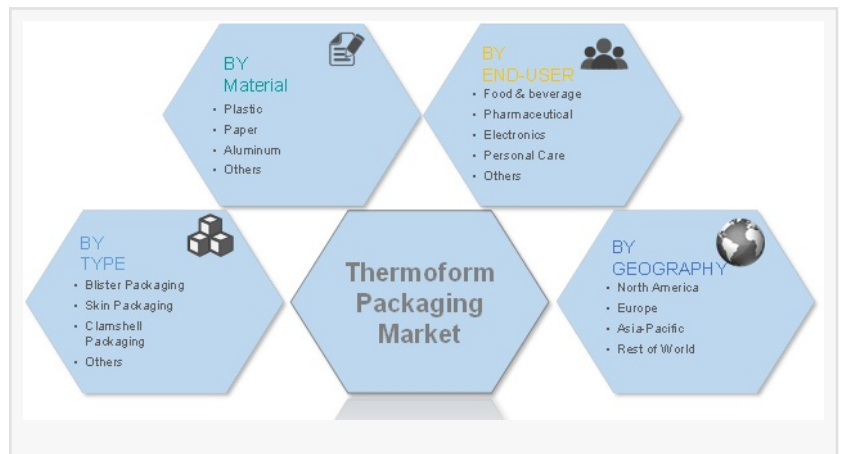 BY
Material
• Plastic
• Paper
• Aluminum
• Others
BY
END-USER
• Food & beverage
• Pharmaceutical
• Electronics
• Personal Care
• Others
BY
TYPE
• Blister Packaging
• Skin Packaging
• Clamshell
Packaging
• Others
Thermoform
Packaging
Market
BY
GEOGRAPHY
• North America
• Europe
• Asia-Pacific
• Rest of World